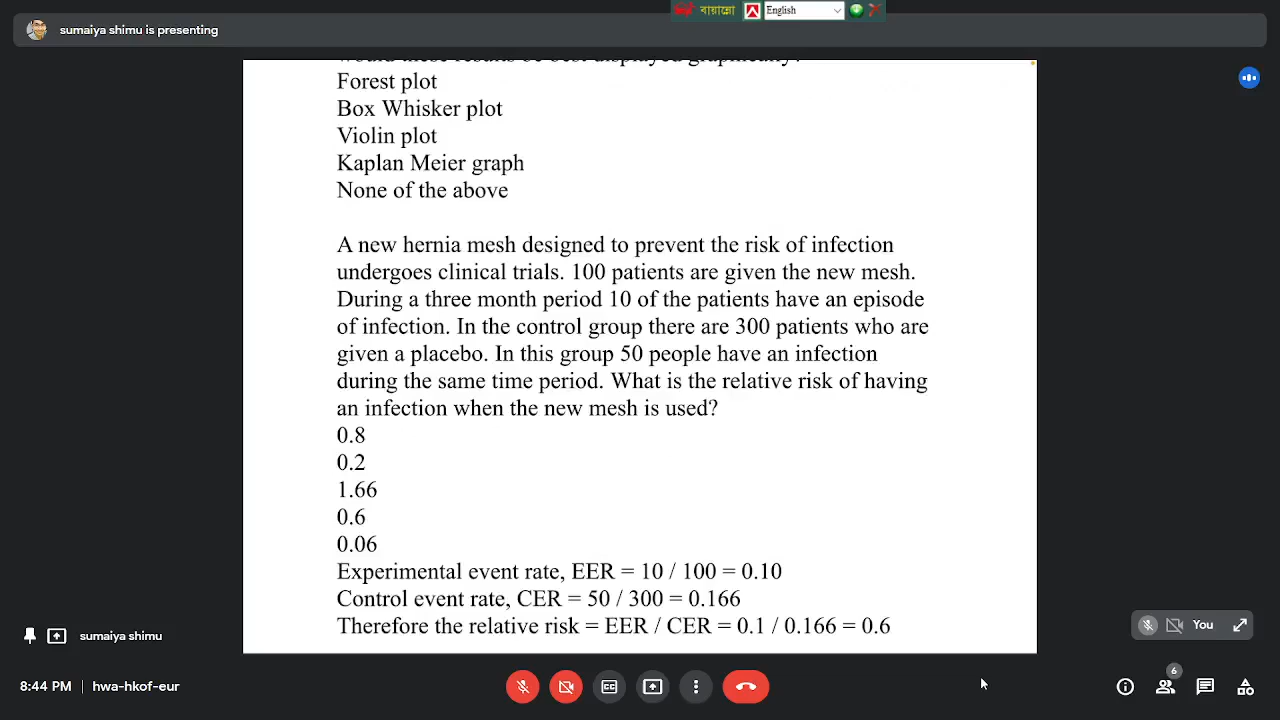 বায়ান্নো
English
sumaiya shimu is presenting
would these results be best displayed graphically?
Forest plot
Box Whisker plot
Violin plot
Kaplan Meier graph
None of the above
A new hernia mesh designed to prevent the risk of infection
undergoes clinical trials. 100 patients are given the new mesh.
During a three month period 10 of the patients have an episode
of infection. In the control group there are 300 patients who are
given a placebo. In this group 50 people have an infection
during the same time period. What is the relative risk of having
an infection when the new mesh is used?
0.8
0.2
1.66
0.6
0.06
Experimental event rate, EER = 10 / 100 = 0.10
Control event rate, CER = 50 / 300 = 0.166
Therefore the relative risk = EER / CER = 0.1 / 0.166 = 0.6
sumaiya shimu
You
8:44 PM | hwa-hkof-eur
6